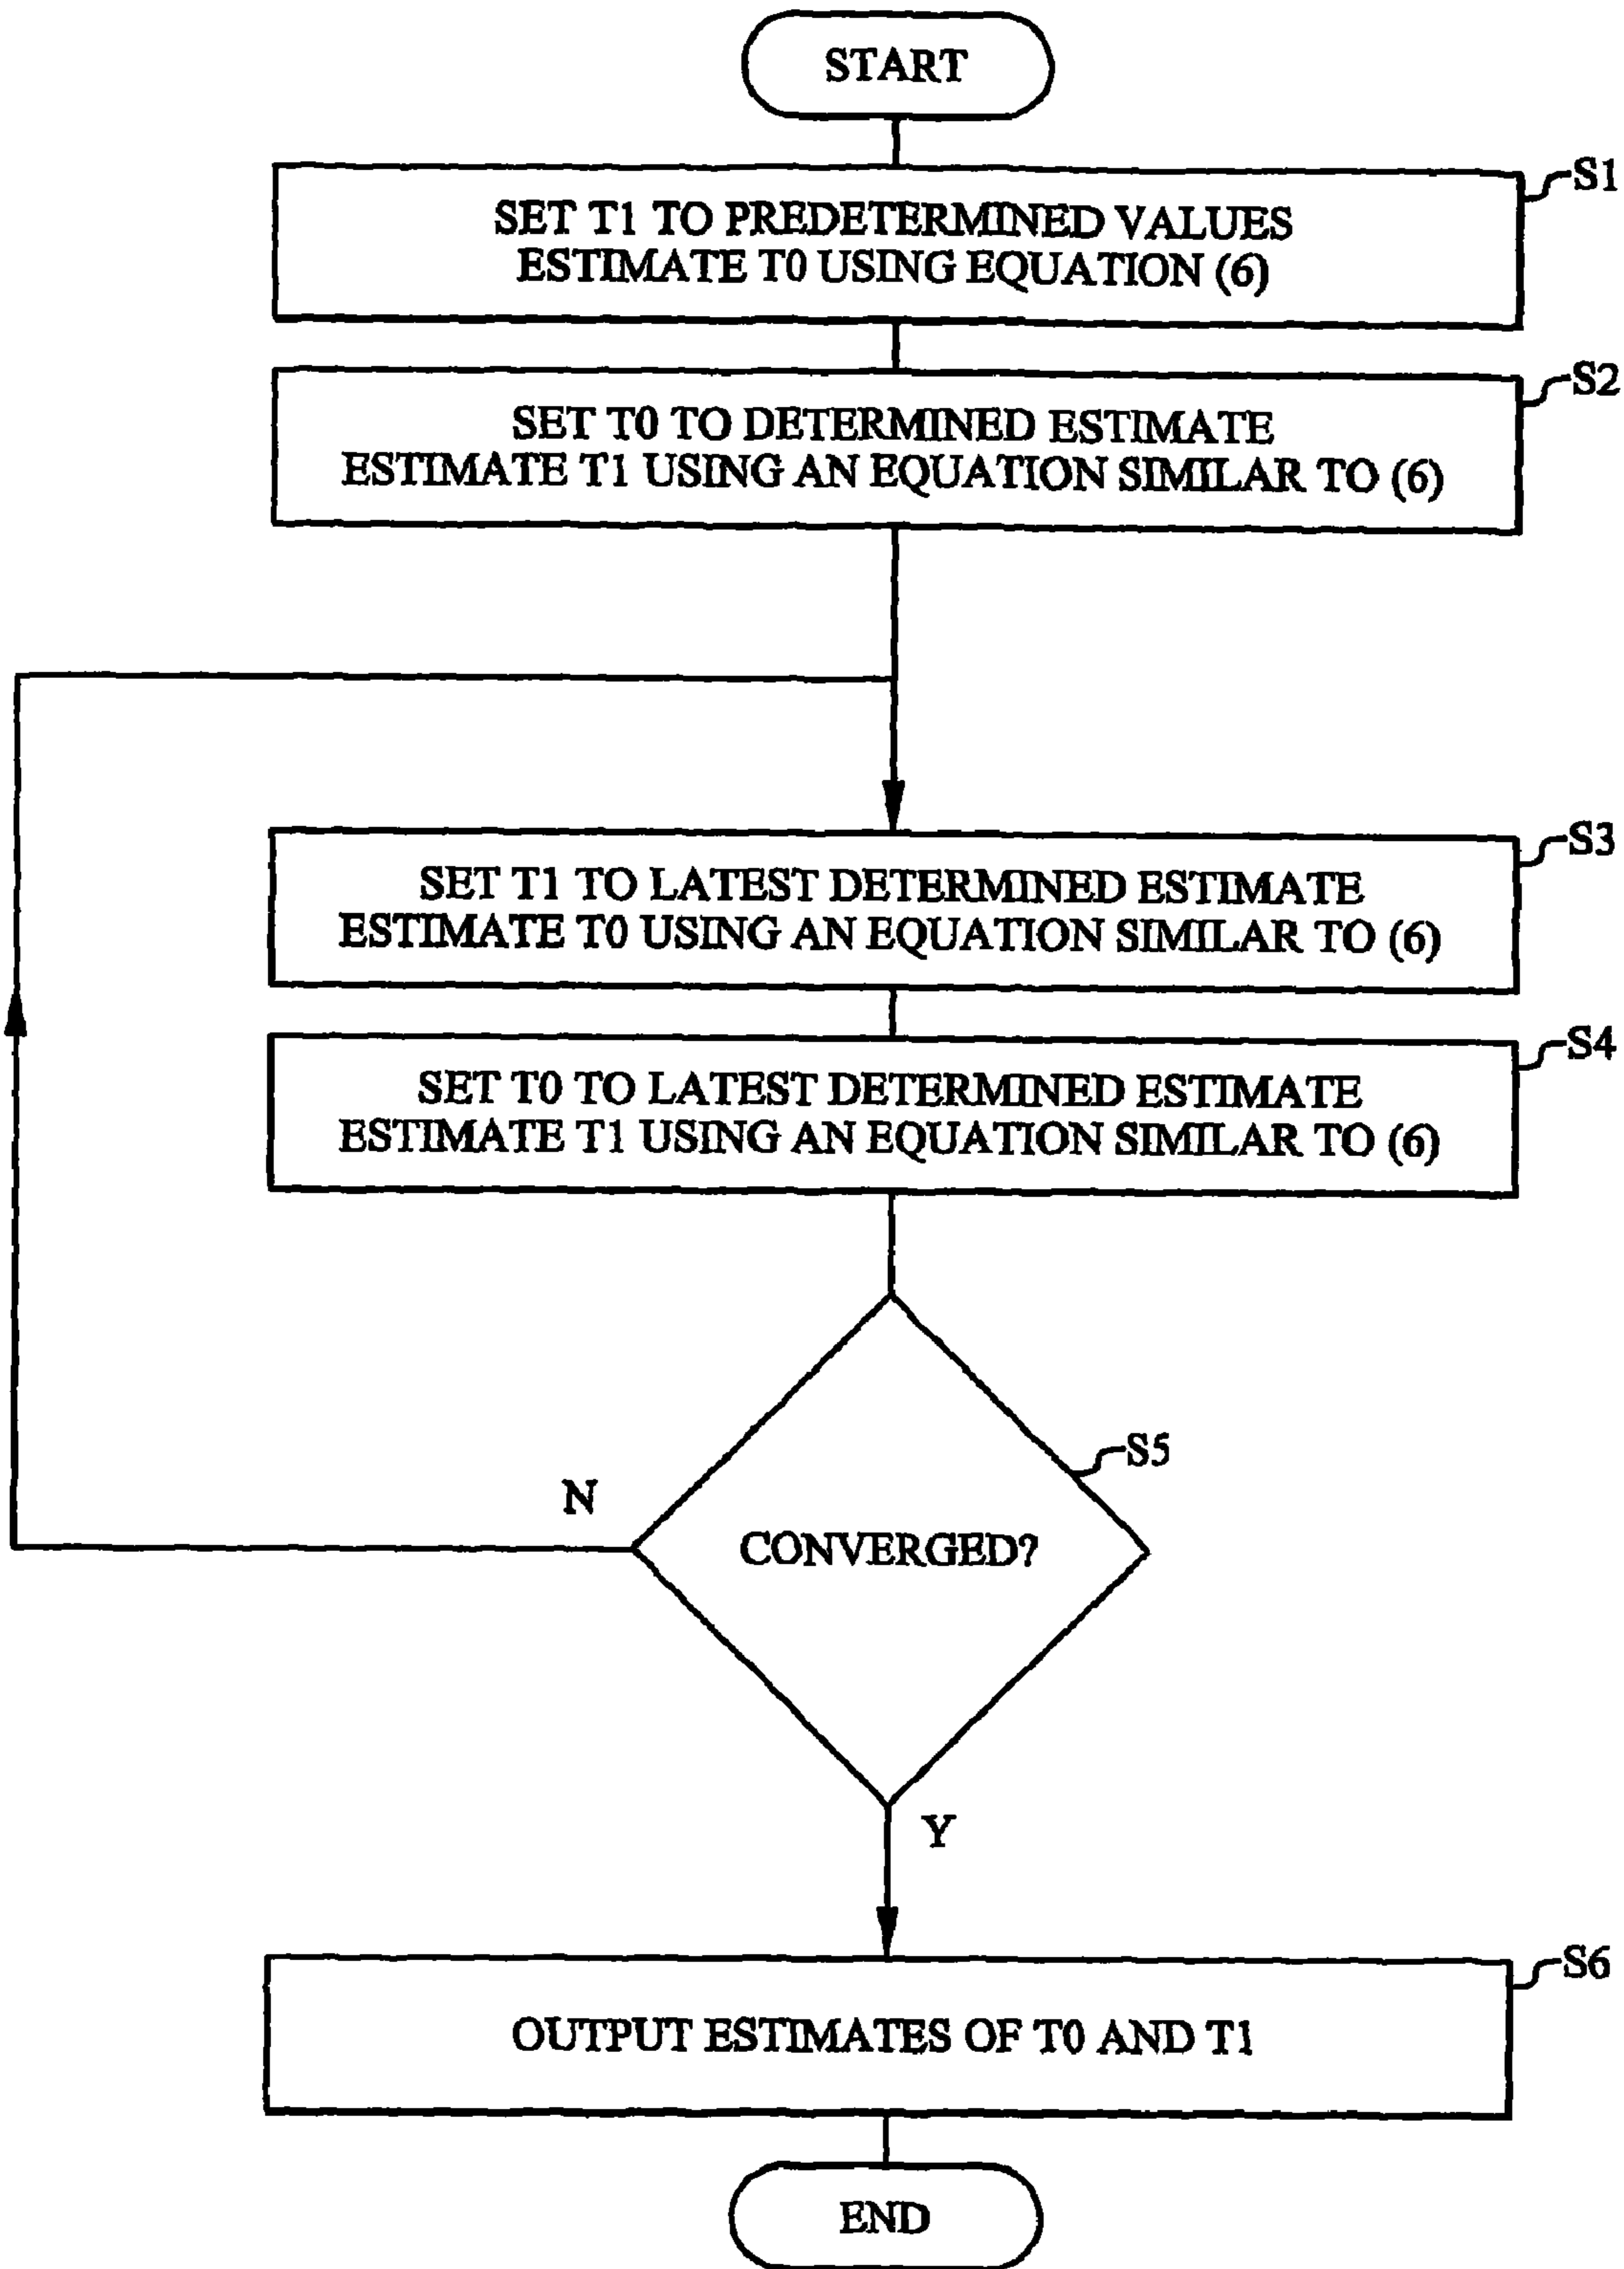 START
S1
SET T1 TO PREDETERMINED VALUES
ESTIMATE T0 USING EQUATION (6)
S2
SET T0 TO DETERMINED ESTIMATE
ESTIMATE T1 USING AN EQUATION SIMILAR TO (6)
S3
SET T1 TO LATEST DETERMINED ESTIMATE
ESTIMATE T0 USING AN EQUATION SIMILAR TO (6)
S4
SET T0 TO LATEST DETERMINED ESTIMATE
ESTIMATE T1 USING AN EQUATION SIMILAR TO (6)
S5
N
CONVERGED?
Y
S6
OUTPUT ESTIMATES OF T0 AND T1
END